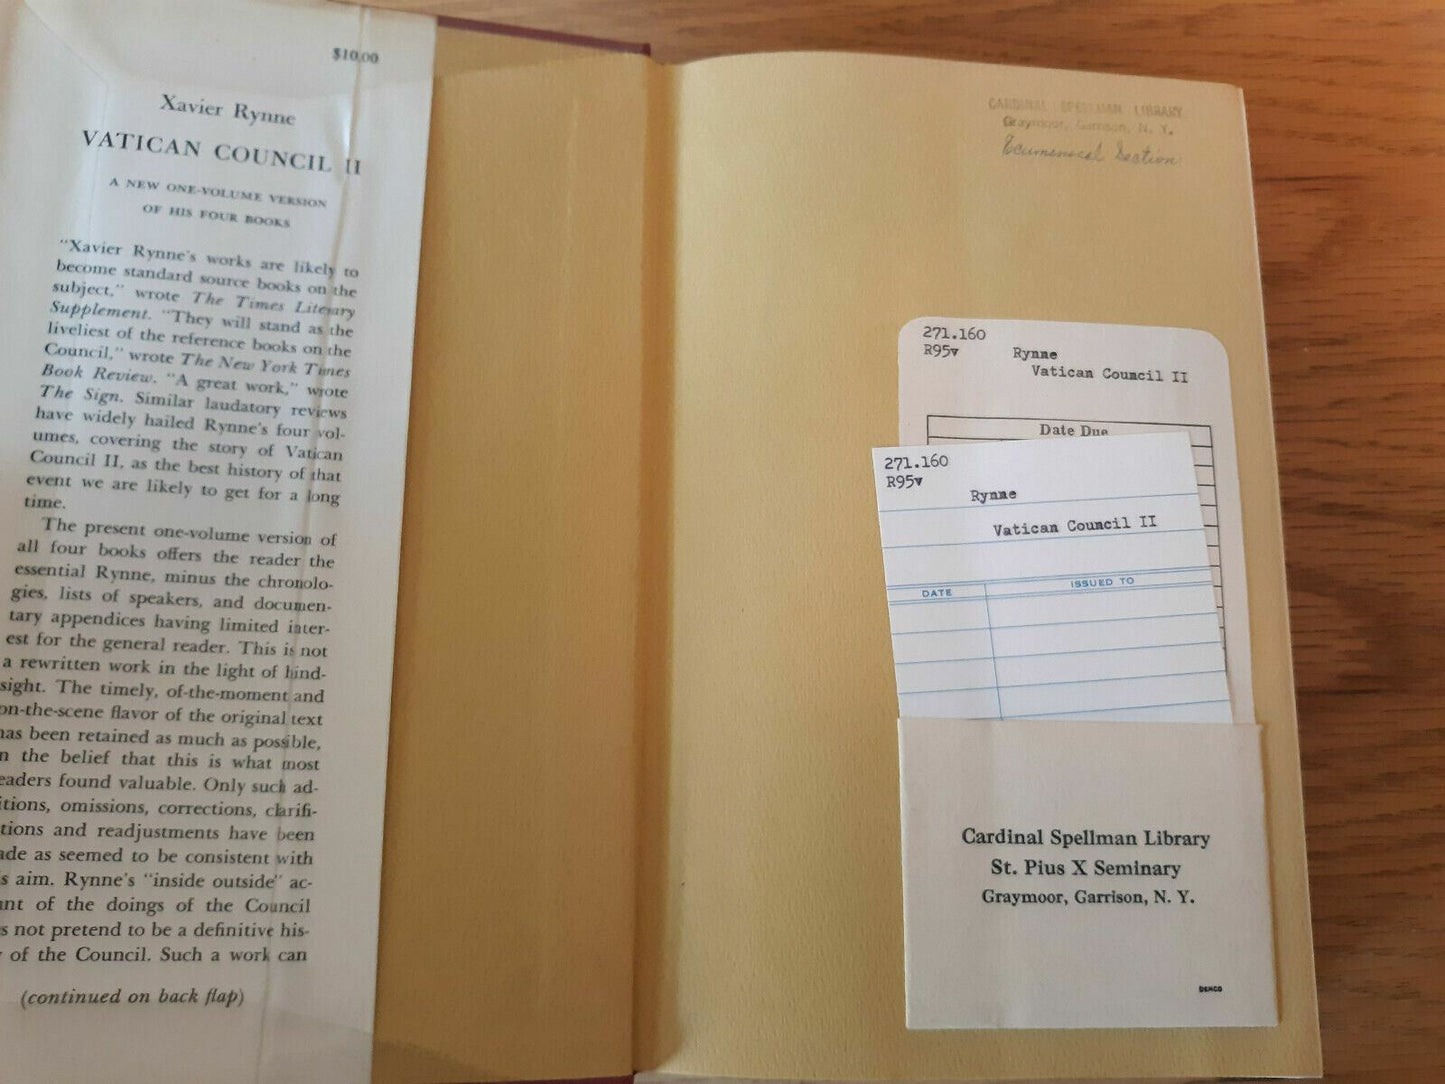 $10.00
Xavier Rynne
VATICAN COUNCIL II
A NEW ONE-VOLUME VERSION
OF HIS FOUR BOOKS
"Xavier Rynne's works are likely to
become standard source books on the
subject," wrote The Times Literary
Supplement. "They will stand as the
liveliest of the reference books on the
Council," wrote The New York Times
Book Review. "A great work," wrote
The Sign. Similar laudatory reviews
have widely hailed Rynne's four vol-
umes, covering the story of Vatican
Council II, as the best history of that
event we are likely to get for a long
time.
The present one-volume version of
all four books offers the reader the
essential Rynne, minus the chronolo-
gies, lists of speakers, and documen-
tary appendices having limited inter-
est for the general reader. This is not
a rewritten work in the light of hind-
sight. The timely, of-the-moment and
on-the-scene flavor of the original text
has been retained as much as possible,
n the belief that this is what most
eaders found valuable. Only such ad-
itions, omissions, corrections, clarifi-
tions and readjustments have been
ade as seemed to be consistent with
s aim. Rynne's "inside outside" ac-
nt of the doings of the Council
s not pretend to be a definitive his-
of the Council. Such a work can
(continued on back flap)
CARDINAL SPELLMAN LIBRARY
Graymoor, Garrison, N. Y.
Ecumenical Section
271.160
R95v
Rynne
Vatican Council II
Date Due
271.160
R95v
Rynne
Vatican Council II
DATE
ISSUED TO
Cardinal Spellman Library
St. Pius X Seminary
Graymoor, Garrison, N. Y.
DEMCO